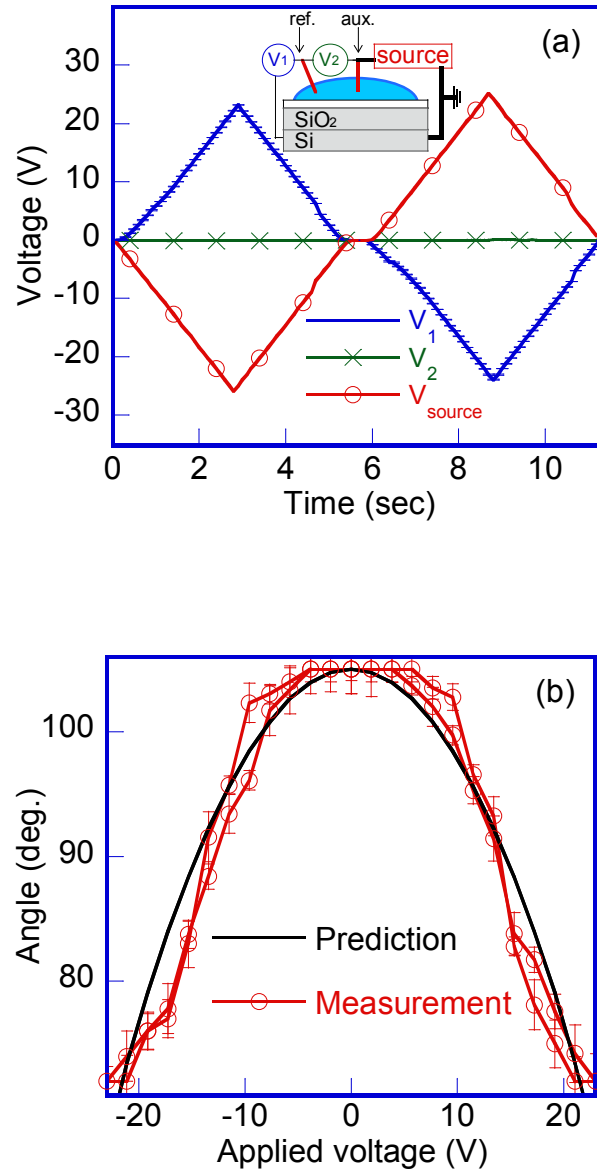 (a)
ref.
aux.
V1
V2
source
SiO2
Si
30
20
10
0
-10
-20
-30
Voltage (V)
V1
V2
Vsource
0
2
4
6
8
10
Time (sec)
(b)
100
90
80
Angle (deg.)
Prediction
Measurement
-20
-10
0
10
20
Applied voltage (V)